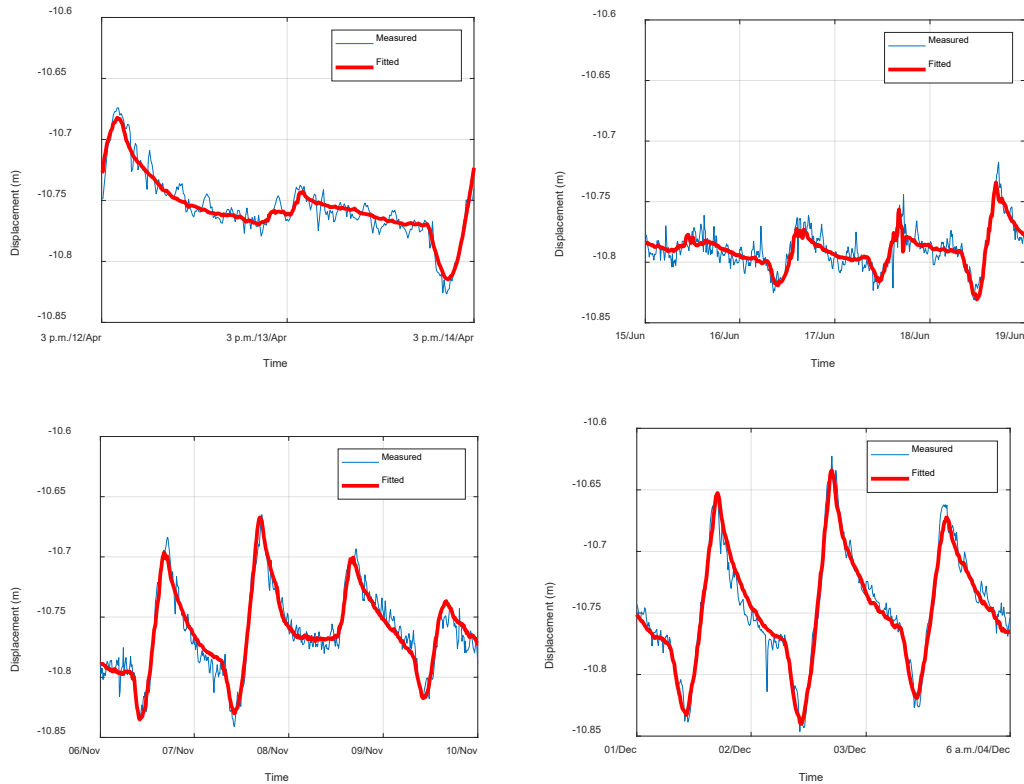 -10.6
-10.65
-10.7
-10.75
-10.8
-10.85
Displacement (m)
Measured
Fitted
3 p.m./12/Apr
3 p.m./13/Apr
3 p.m./14/Apr
Time
-10.6
-10.65
-10.7
-10.75
-10.8
-10.85
Displacement (m)
Measured
Fitted
15/Jun
16/Jun
17/Jun
18/Jun
19/Jun
Time
-10.6
-10.65
-10.7
-10.75
-10.8
-10.85
Displacement (m)
Measured
Fitted
06/Nov
07/Nov
08/Nov
09/Nov
10/Nov
Time
-10.6
-10.65
-10.7
-10.75
-10.8
-10.85
Displacement (m)
Measured
Fitted
01/Dec
02/Dec
03/Dec
6 a.m./04/Dec
Time